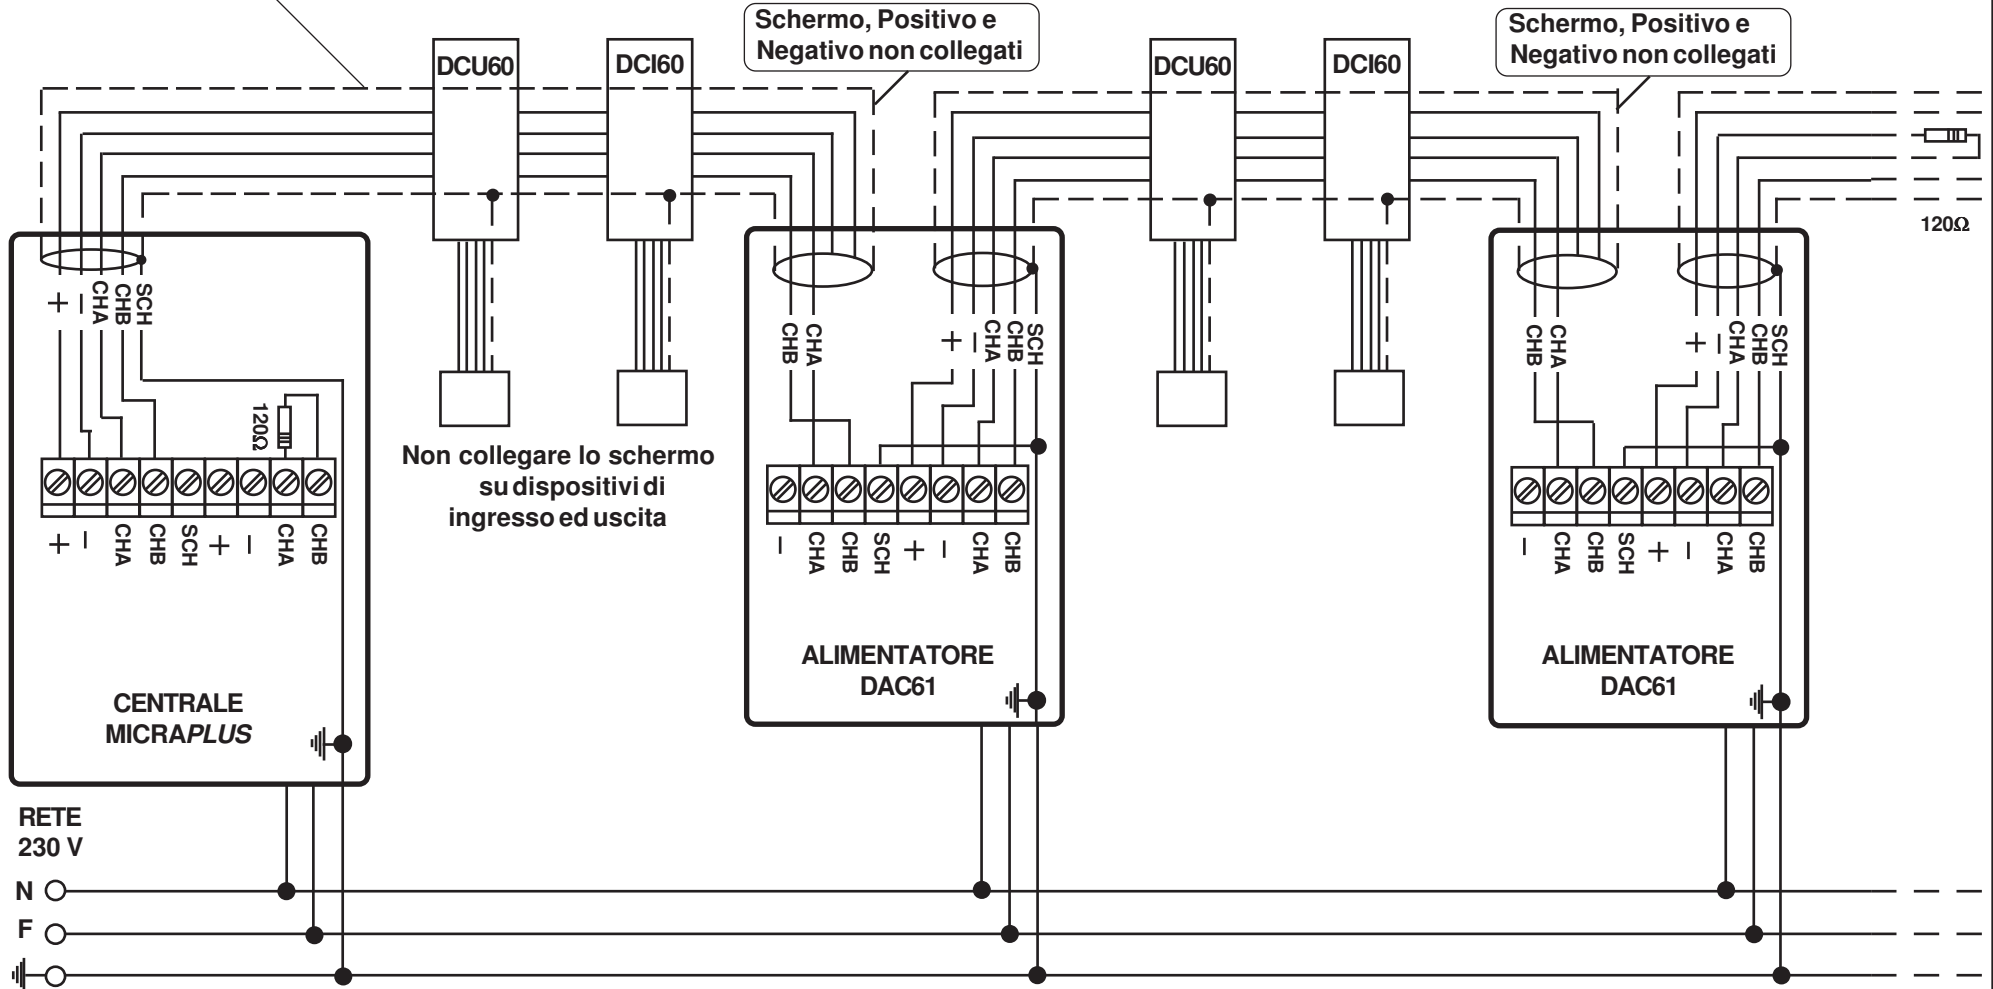 Schermo, Positivo e
Negativo non collegati
Schermo, Positivo e
Negativo non collegati
DCU60
DCI60
DCU60
DCI60
120Ω
+
−
CHA
CHB
SCH
CHB
CHA
+
−
CHA
CHB
SCH
CHB
CHA
+
−
CHA
CHB
SCH
120Ω
Non collegare lo schermo
su dispositivi di
ingresso ed uscita
+
−
CHA
CHB
SCH
+
−
CHA
CHB
−
CHA
CHB
SCH
+
−
CHA
CHB
−
CHA
CHB
SCH
+
−
CHA
CHB
CENTRALE
MICRAPLUS
ALIMENTATORE
DAC61
ALIMENTATORE
DAC61
RETE
230 V
N
F